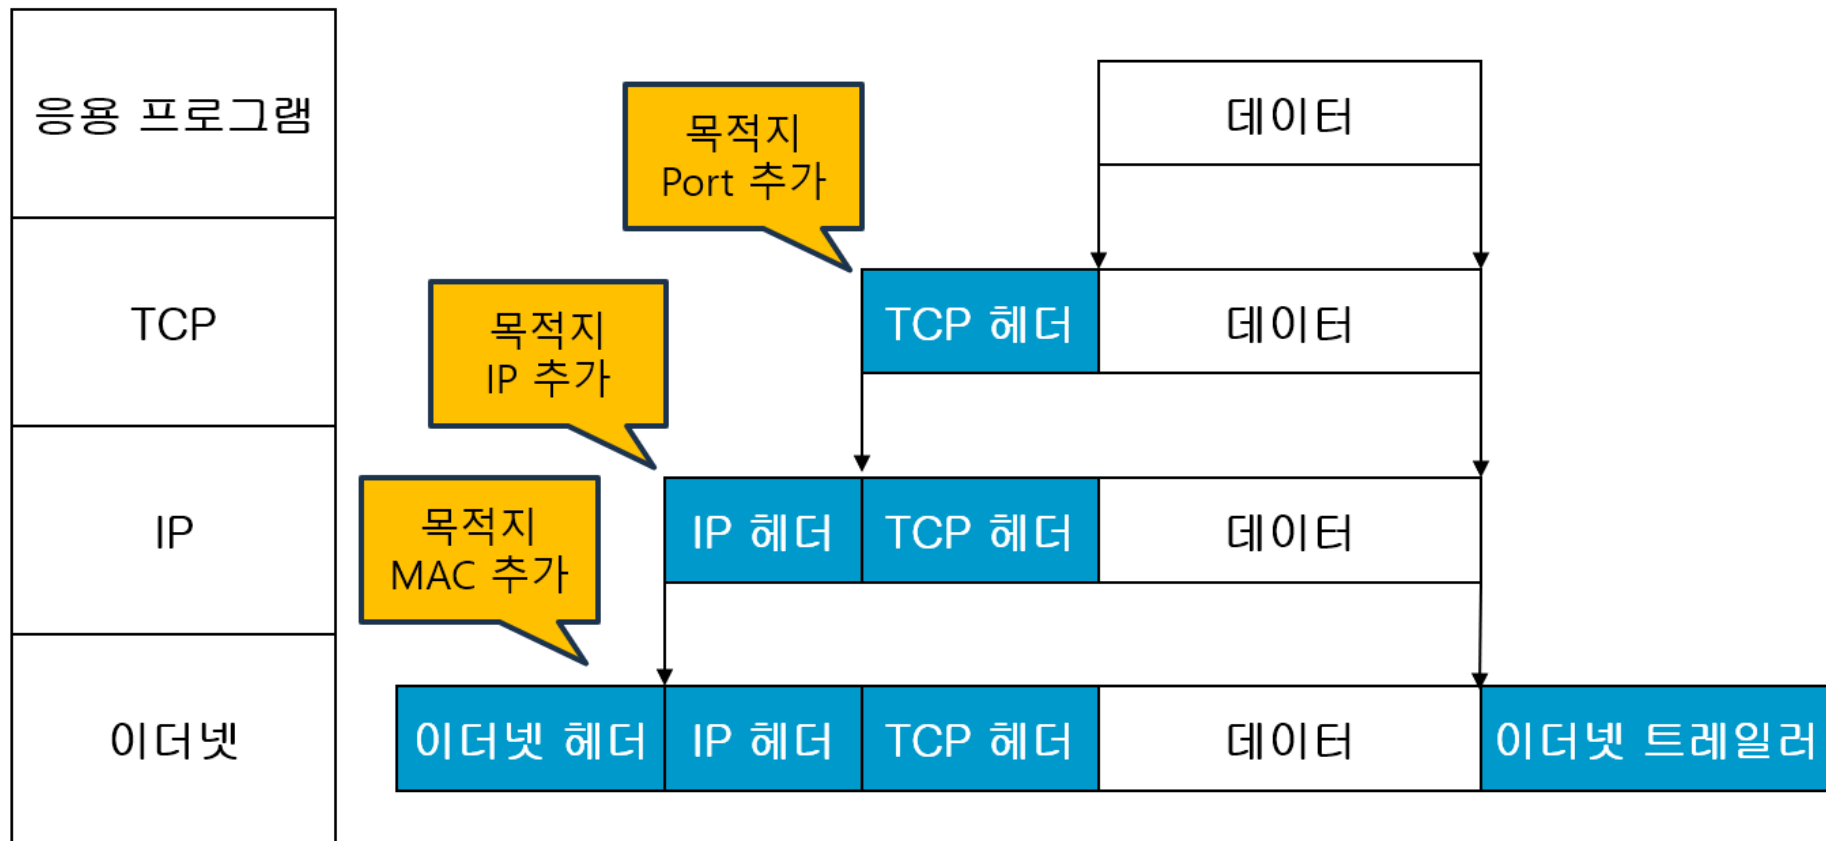 응용 프로그램
데이터
목적지
Port 추가
TCP
TCP 헤더
데이터
목적지
IP 추가
IP
IP 헤더
TCP 헤더
데이터
목적지
MAC 추가
이더넷
이더넷 헤더
IP 헤더
TCP 헤더
데이터
이더넷 트레일러